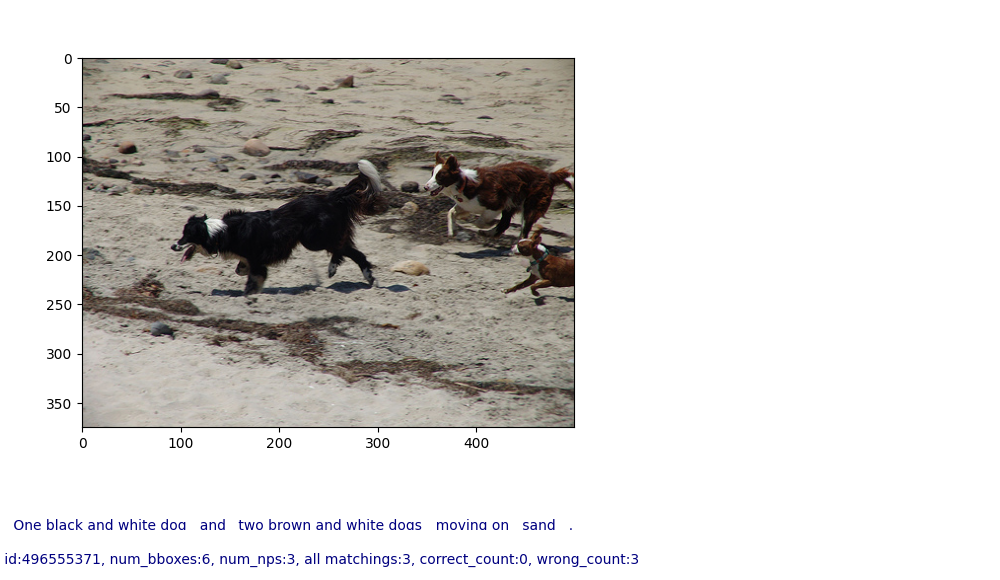 0
50
100
150
200
250
300
350
0 100 200 300 400
One black and white dog and two brown and white dogs moving on sand .
id:496555371, num_bboxes:6, num_nps:3, all matchings:3, correct_count:0, wrong_count:3